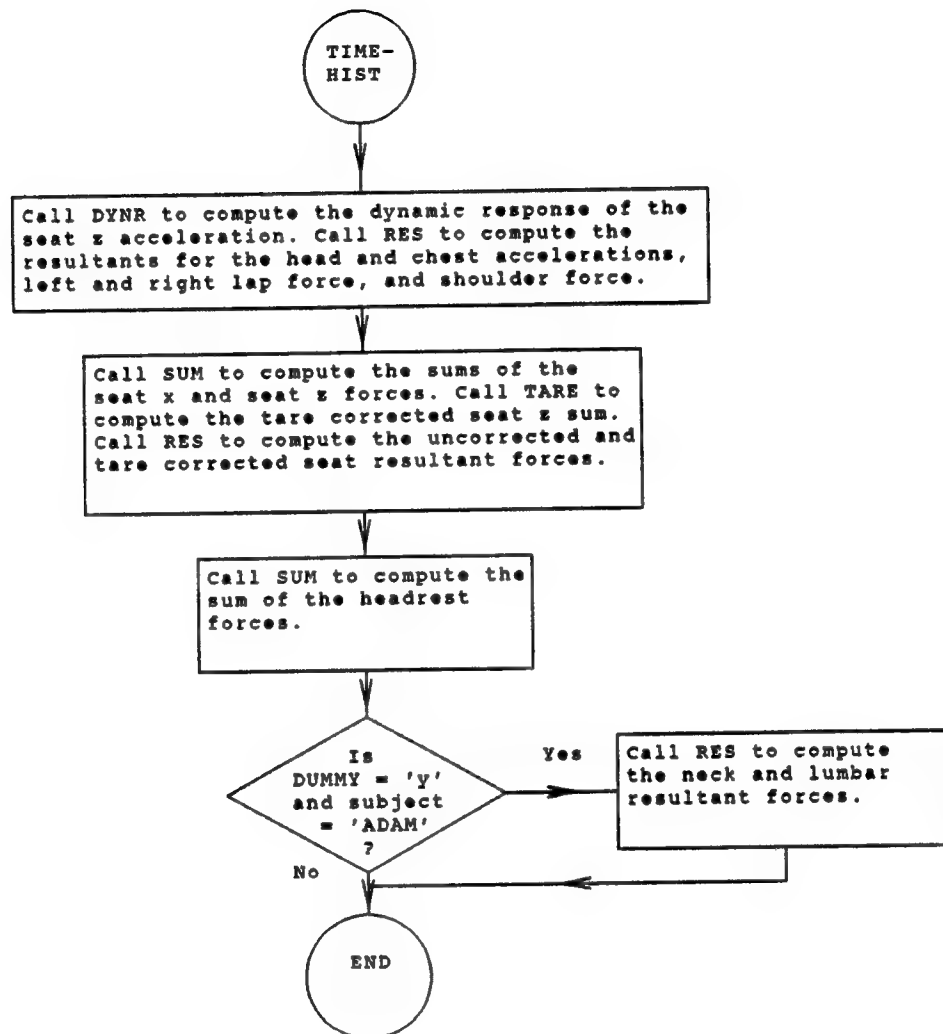 TIME-
HIST
Call DYNR to compute the dynamic response of the
seat z acceleration. Call RES to compute the
resultants for the head and chest accelerations,
left and right lap force, and shoulder force.
Call SUM to compute the sums of the
seat x and seat z forces. Call TARE to
compute the tare corrected seat z sum.
Call RES to compute the uncorrected and
tare corrected seat resultant forces.
Call SUM to compute the
sum of the headrest
forces.
Is
DUMMY = 'y'
and subject
= 'ADAM'
?
Yes
Call RES to compute
the neck and lumbar
resultant forces.
No
END